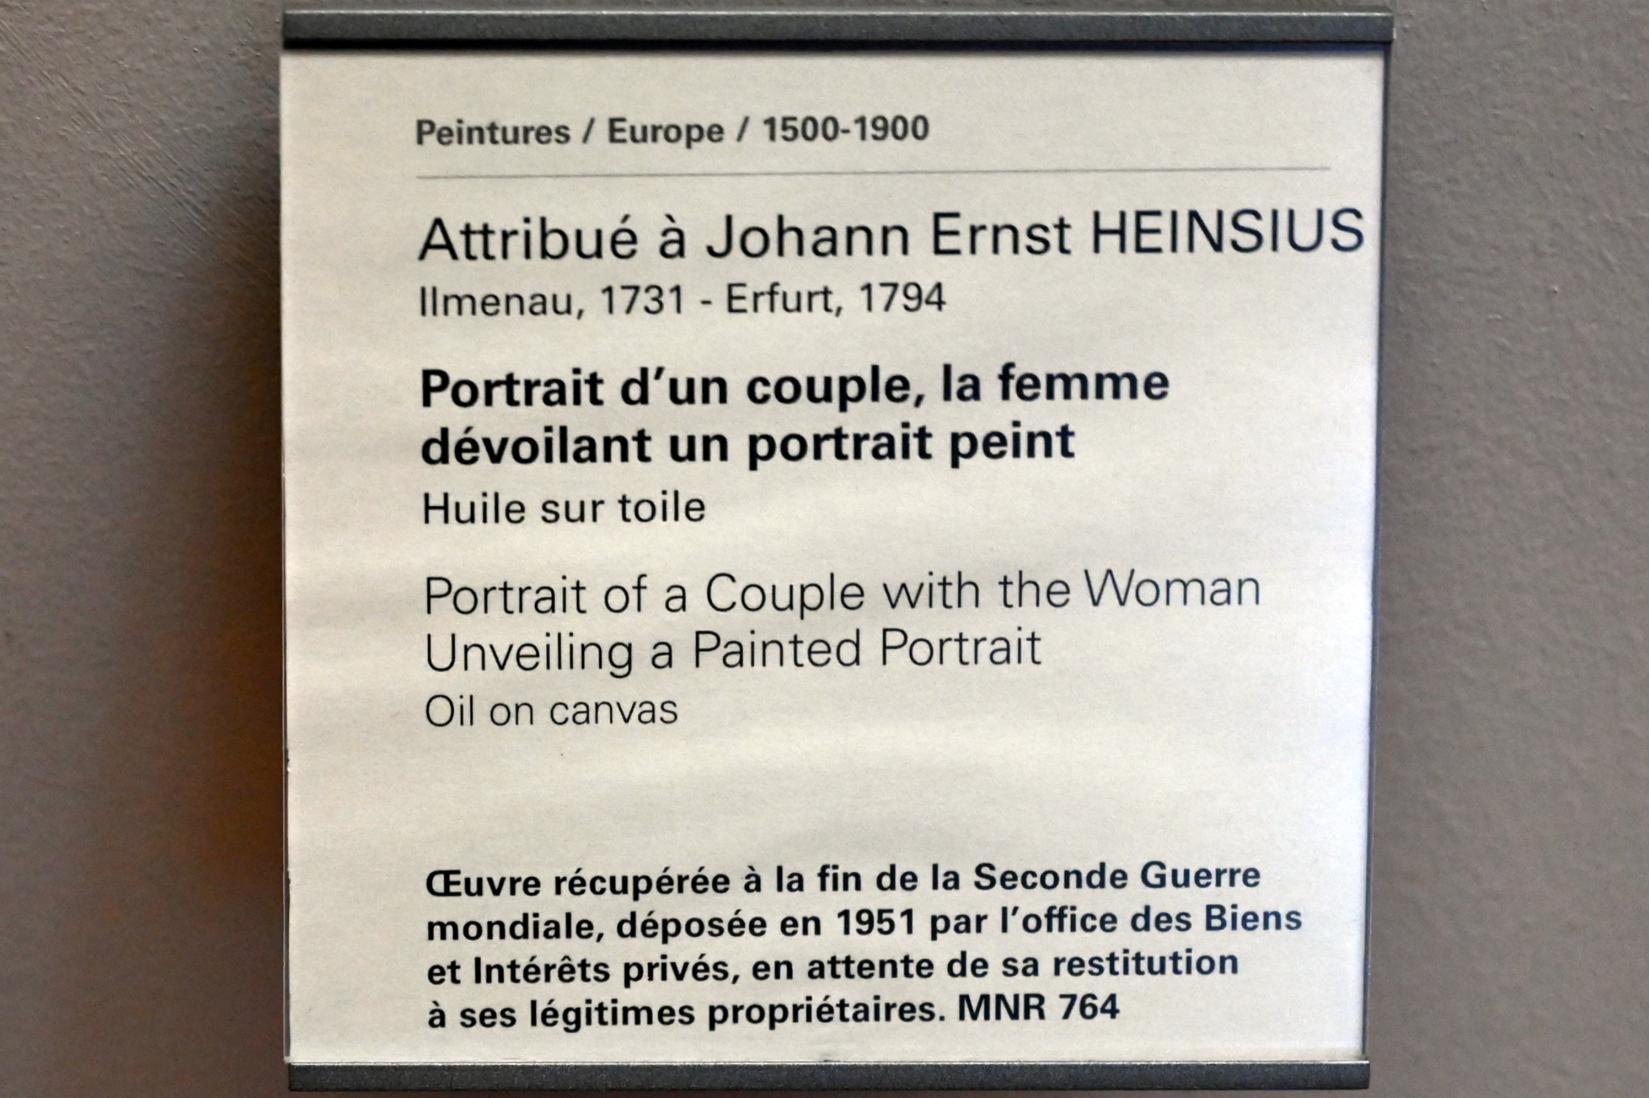 Peintures / Europe / 1500-1900
Attribué à Johann Ernst HEINSIUS
Ilmenau, 1731 - Erfurt, 1794
Portrait d’un couple, la femme
dévoilant un portrait peint
Huile sur toile
Portrait of a Couple with the Woman
Unveiling a Painted Portrait
Oil on canvas
Œuvre récupérée à la fin de la Seconde Guerre
mondiale, déposée en 1951 par l’office des Biens
et Intérêts privés, en attente de sa restitution
à ses légitimes propriétaires. MNR 764